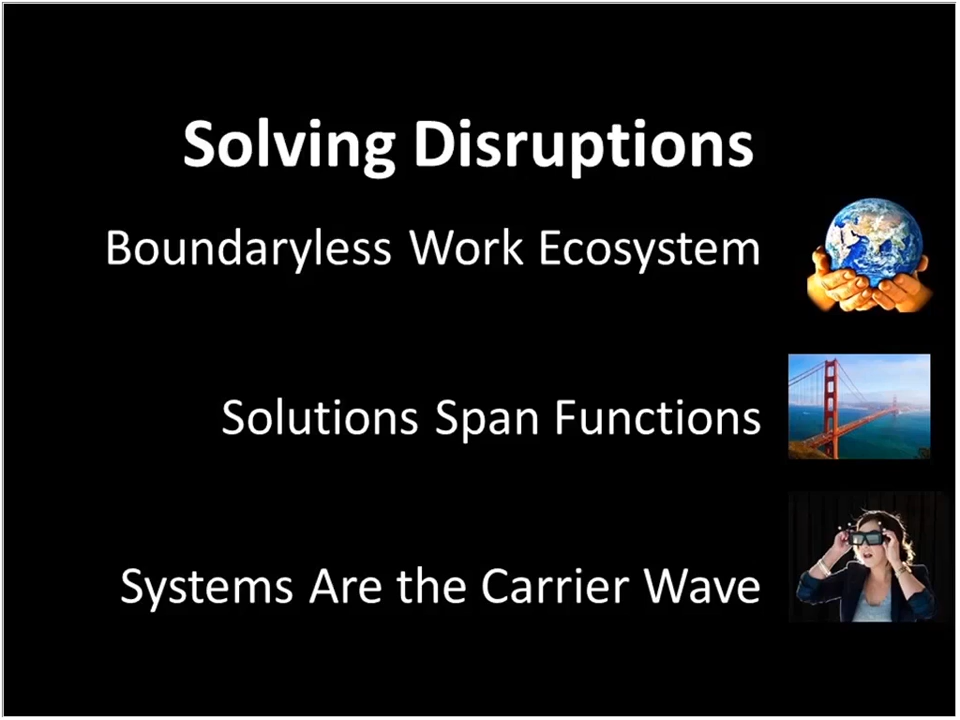 Solving Disruptions
Boundaryless Work Ecosystem
Solutions Span Functions
Systems Are the Carrier Wave